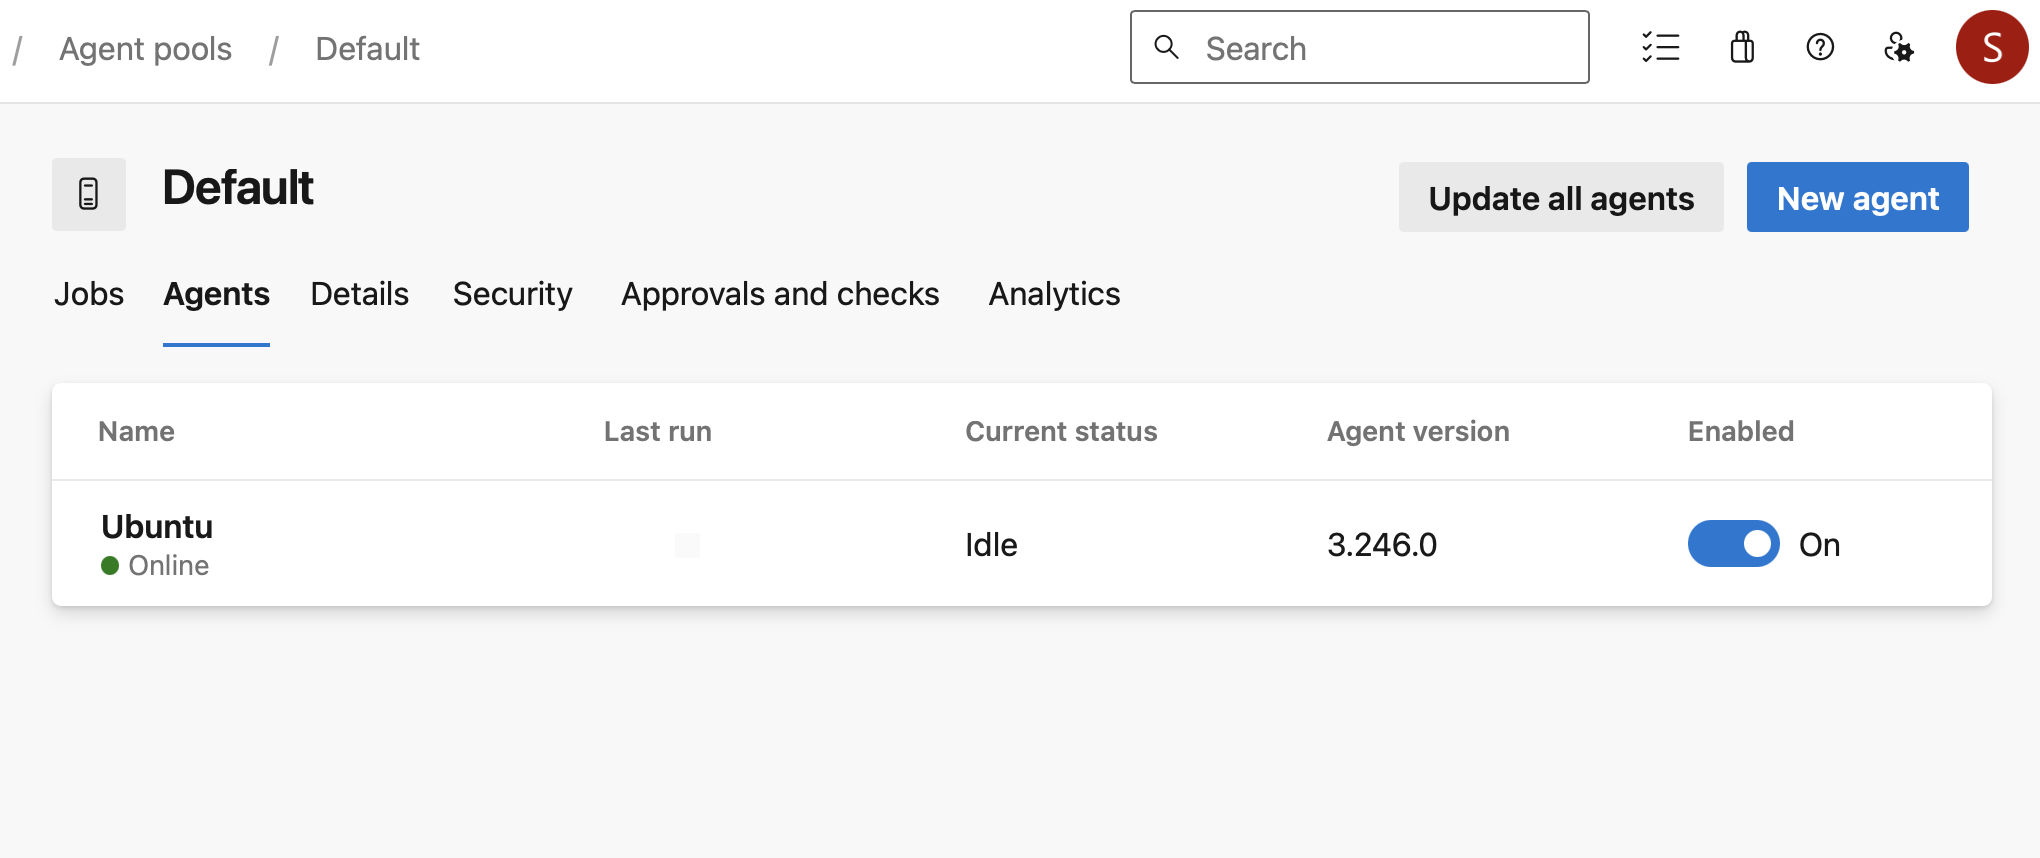 / Agent pools / Default
Search
S
Default
Update all agents
New agent
Jobs Agents Details Security Approvals and checks Analytics
Name Last run Current status Agent version Enabled
Ubuntu
Online
Idle
3.246.0
On